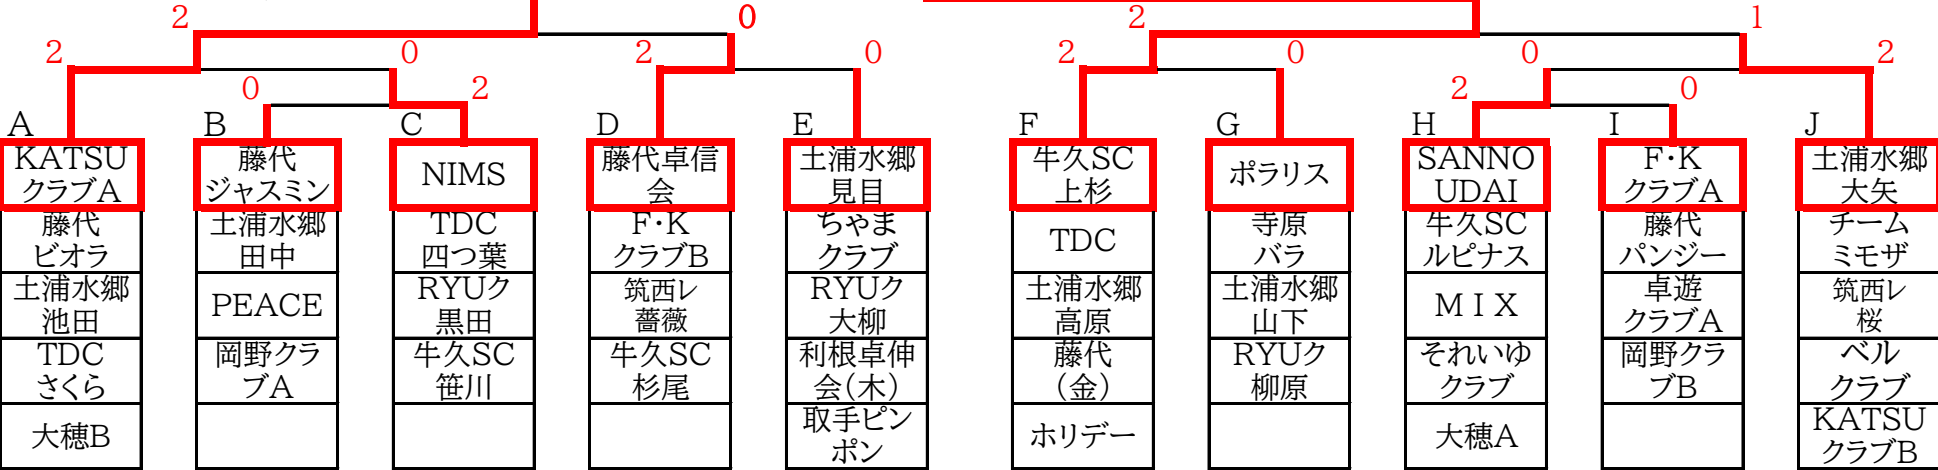 2 0 2 1
2 0 2 0 2 0 0 2
0 2 2 0
A B C D E F G H I J
KATSU
クラブA
藤代
ジャスミン
NIMS
藤代卓信
会
土浦水郷
見目
牛久SC
上杉
ポラリス
SANNO
UDAI
F・K
クラブA
土浦水郷
大矢
藤代
ビオラ
土浦水郷
田中
TDC
四つ葉
F・K
クラブB
ちゃま
クラブ
TDC
寺原
バラ
牛久SC
ルピナス
藤代
パンジー
チーム
ミモザ
土浦水郷
池田
PEACE
RYUク
黒田
筑西レ
薔薇
RYUク
大柳
土浦水郷
高原
土浦水郷
山下
MIX
卓遊
クラブA
筑西レ
桜
TDC
さくら
岡野クラ
ブA
牛久SC
笹川
牛久SC
杉尾
利根卓伸
会(木)
藤代
(金)
RYUク
柳原
それいゆ
クラブ
岡野クラ
ブB
ベル
クラブ
大穂B
取手ピン
ポン
ホリデー
大穂A
KATSU
クラブB